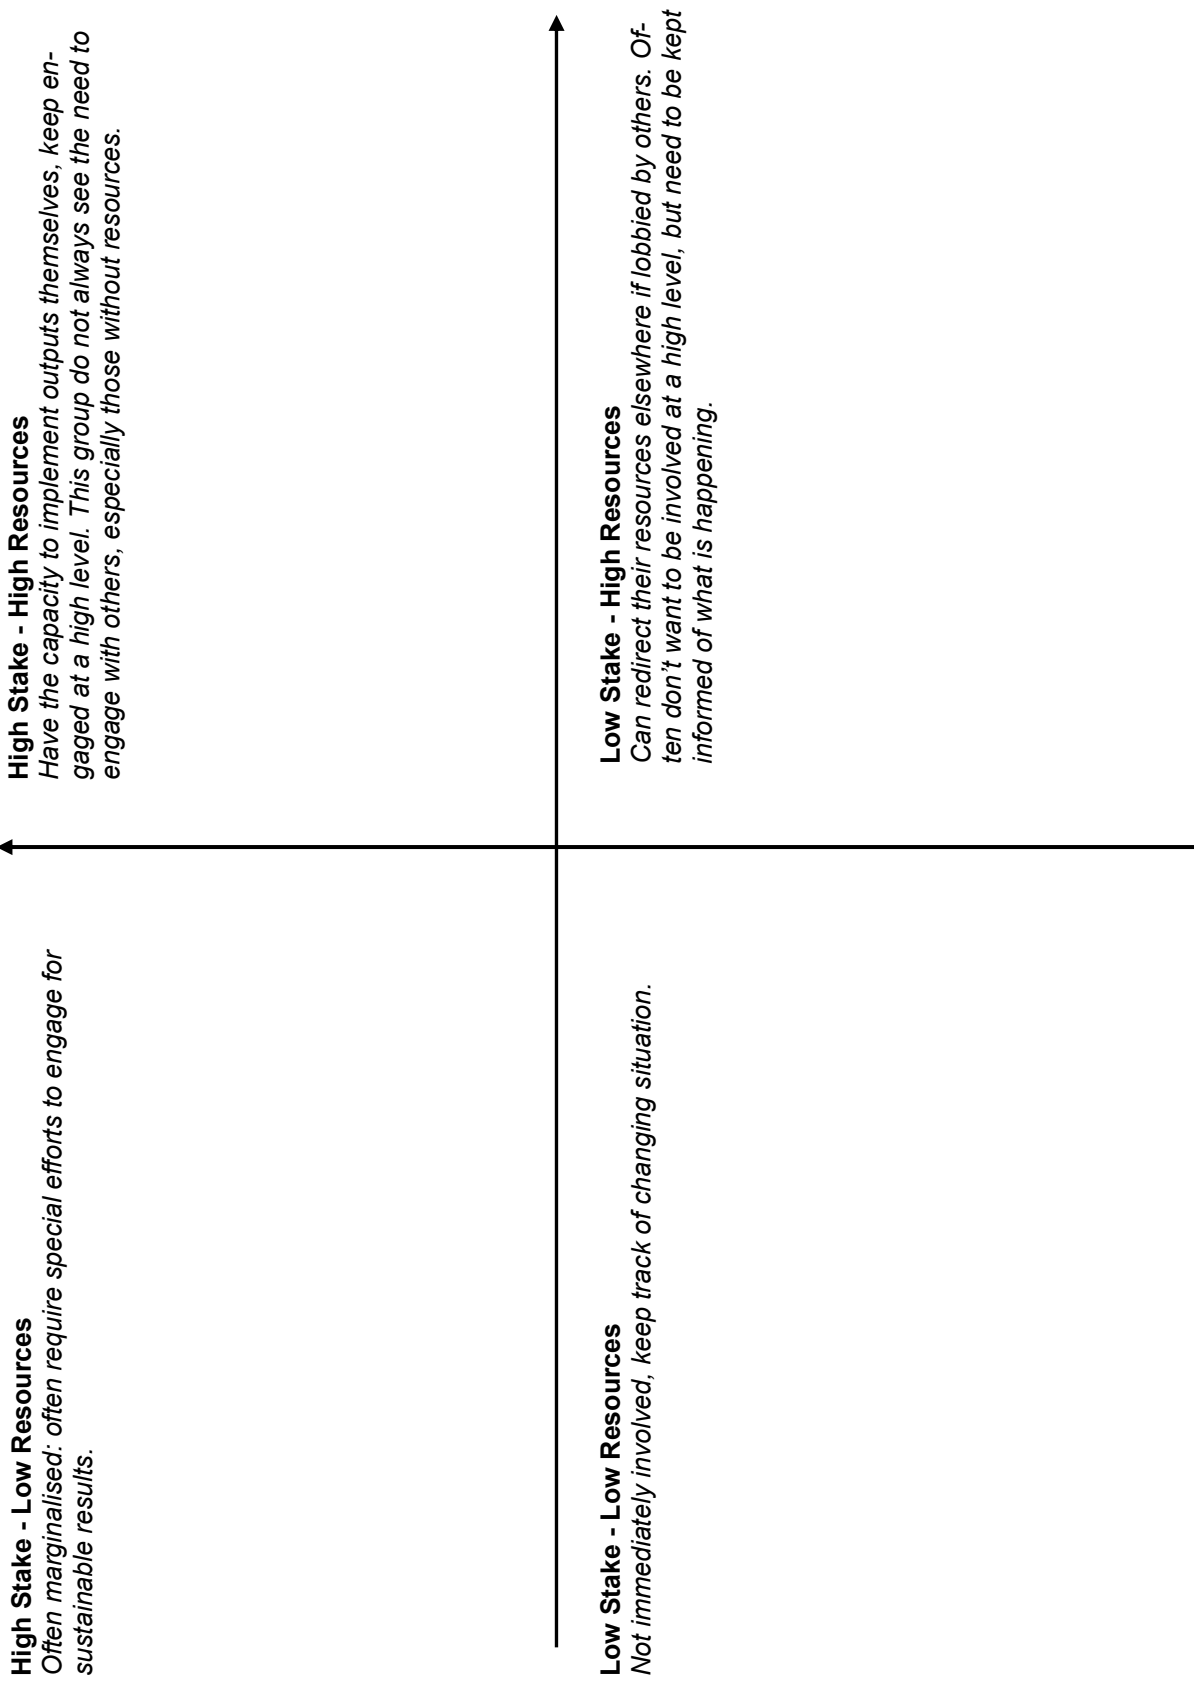 High Stake - Low Resources
Often marginalised: often require special efforts to engage for
sustainable results.
High Stake - High Resources
Have the capacity to implement outputs themselves, keep en-
gaged at a high level. This group do not always see the need to
engage with others, especially those without resources.
Low Stake - Low Resources
Not immediately involved, keep track of changing situation.
Low Stake - High Resources
Can redirect their resources elsewhere if lobbied by others. Of-
ten don’t want to be involved at a high level, but need to be kept
informed of what is happening.